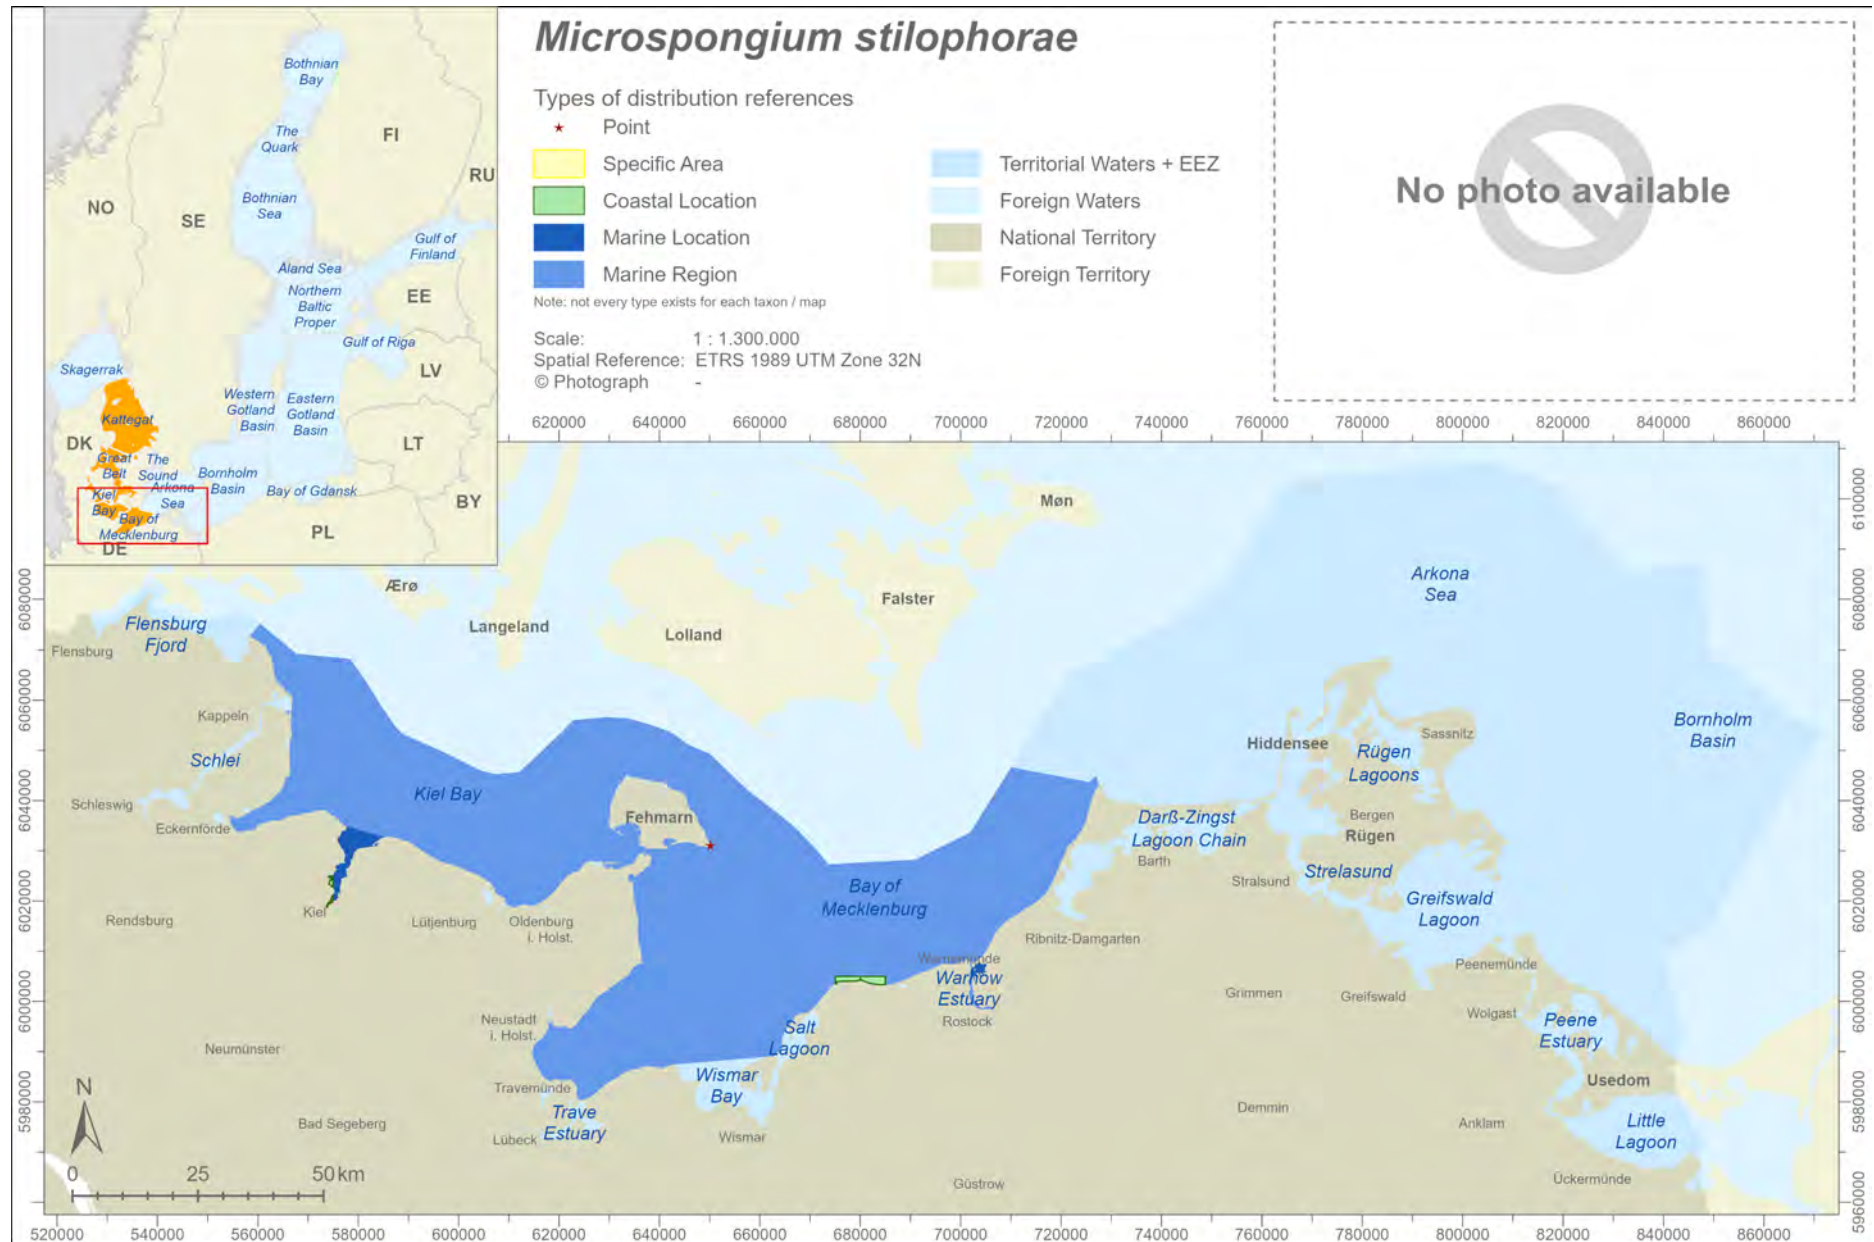 Microspongium stilophorae
Types of distribution references
Point
Specific Area
Coastal Location
Marine Location
Marine Region
Territorial Waters + EEZ
Foreign Waters
National Territory
Foreign Territory
Note: not every type exists for each taxon / map
Scale: 1 : 1.300.000
Spatial Reference: ETRS 1989 UTM Zone 32N
© Photograph -
No photo available
Bothnian
Bay
The
Quark
FI
RU
NO
SE
Bothnian
Sea
Gulf of
Finland
Åland Sea
Northern
Baltic
Proper
EE
Gulf of Riga
Skagerrak
LV
Western
Gotland
Basin
Eastern
Gotland
Basin
Kattegat
DK
LT
Great
Belt
The
Sound
Bornholm
Basin
Arkona
Sea
Bay of Gdansk
Kiel
Bay
Bay of
Mecklenburg
BY
PL
DE
620000 640000 660000 680000 700000 720000 740000 760000 780000 800000 820000 840000 860000
6100000
6080000
6060000
6040000
6020000
6000000
5980000
5960000
6080000
6060000
6040000
6020000
6000000
5980000
Møn
Ærø
Langeland
Lolland
Falster
Arkona
Sea
Flensburg
Fjord
Flensburg
Kappeln
Schlei
Schleswig
Eckernförde
Kiel Bay
Fehmarn
Hiddensee
Sassnitz
Rügen
Lagoons
Bornholm
Basin
Bergen
Rügen
Darß-Zingst
Lagoon Chain
Barth
Stralsund
Strelasund
Greifswald
Lagoon
Bay of
Mecklenburg
Rendsburg
Kiel
Lütjenburg
Oldenburg
i. Holst.
Ribnitz-Damgarten
Warnemünde
Warnow
Estuary
Rostock
Peenemünde
Grimmen
Greifswald
Wolgast
Peene
Estuary
Usedom
Neustadt
i. Holst.
Salt
Lagoon
Neumünster
Travemünde
Wismar
Bay
Trave
Estuary
Lübeck
Wismar
Bad Segeberg
Demmin
Anklam
Little
Lagoon
Ückermünde
Güstrow
N
0 25 50 km
520000 540000 560000 580000 600000 620000 640000 660000 680000 700000 720000 740000 760000 780000 800000 820000 840000 860000